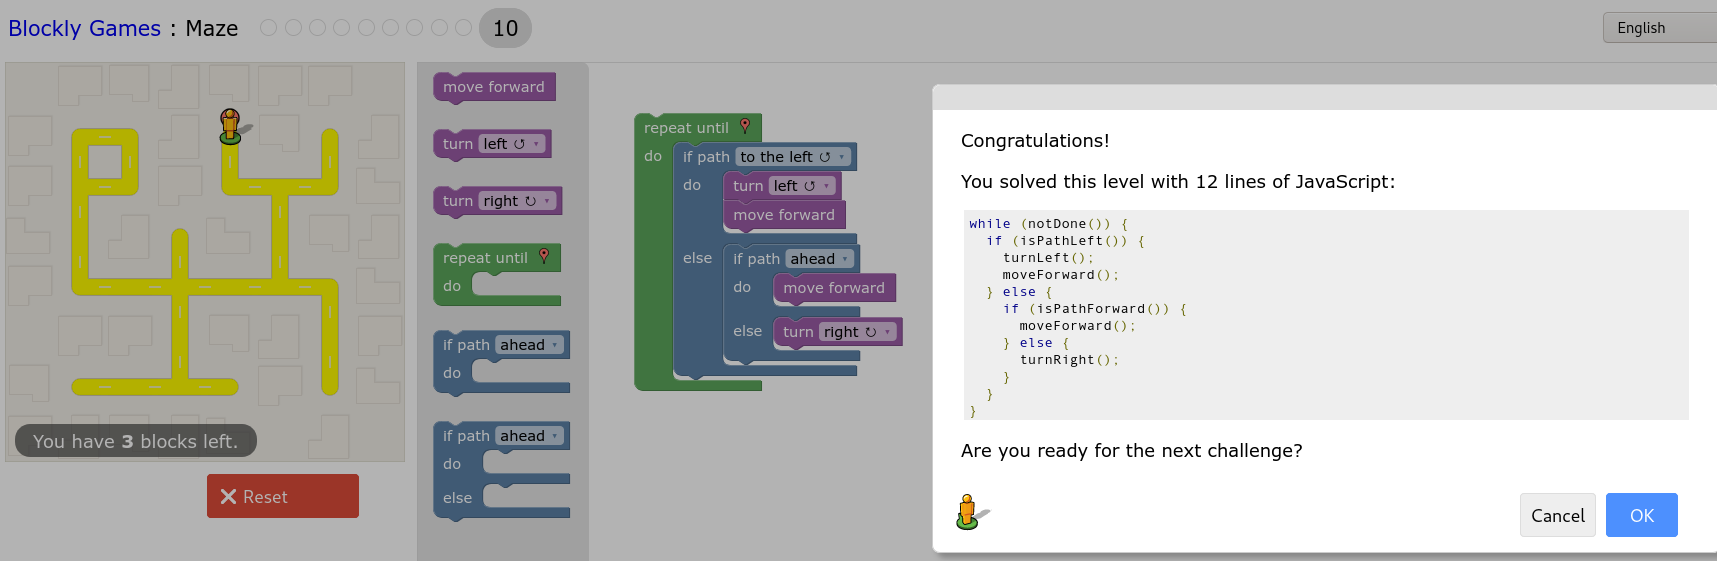 Blockly Games : Maze
10
English
You have 3 blocks left.
Reset
move forward
turn left
turn right
repeat until
do
if path ahead
do
if path ahead
do
else
repeat until
do
if path to the left
do
turn left
move forward
else
if path ahead
do
move forward
else
turn right
Congratulations!
You solved this level with 12 lines of JavaScript:
while (notDone()) {
  if (isPathLeft()) {
    turnLeft();
    moveForward();
  } else {
    if (isPathForward()) {
      moveForward();
    } else {
      turnRight();
    }
  }
}
Are you ready for the next challenge?
Cancel
OK